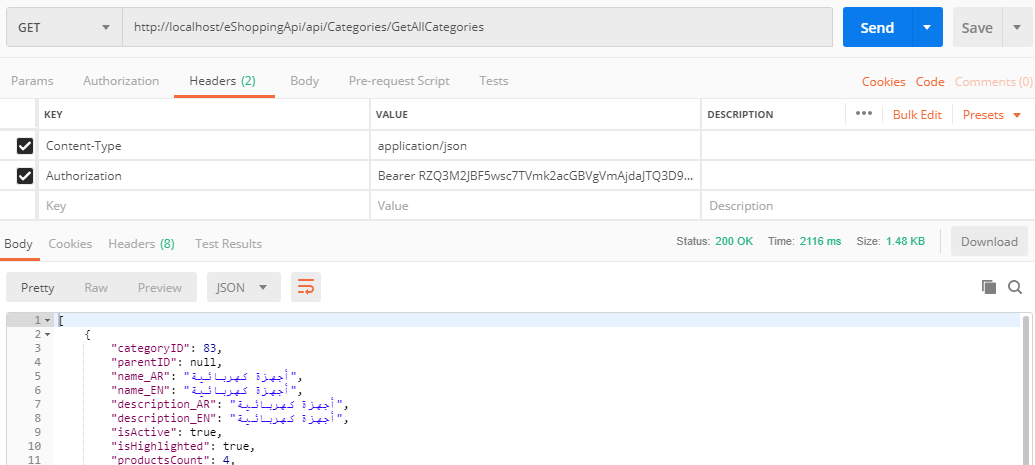 GET http://localhost/eShoppingApi/api/Categories/GetAllCategories Send Save
Params Authorization Headers (2) Body Pre-request Script Tests Cookies Code Comments (0)
KEY VALUE DESCRIPTION ••• Bulk Edit Presets
Content-Type application/json
Authorization Bearer RZQ3M2JBF5wsc7TVmk2acGBVgVmAjdaJTQ3D9...
Key Value Description
Body Cookies Headers (8) Test Results Status: 200 OK Time: 2116 ms Size: 1.48 KB Download
Pretty Raw Preview JSON
1 [
2 {
3 "categoryID": 83,
4 "parentID": null,
5 "name_AR": "أجهزة كهربائية",
6 "name_EN": "أجهزة كهربائية",
7 "description_AR": "أجهزة كهربائية",
8 "description_EN": "أجهزة كهربائية",
9 "isActive": true,
10 "isHighlighted": true,
11 "productsCount": 4,